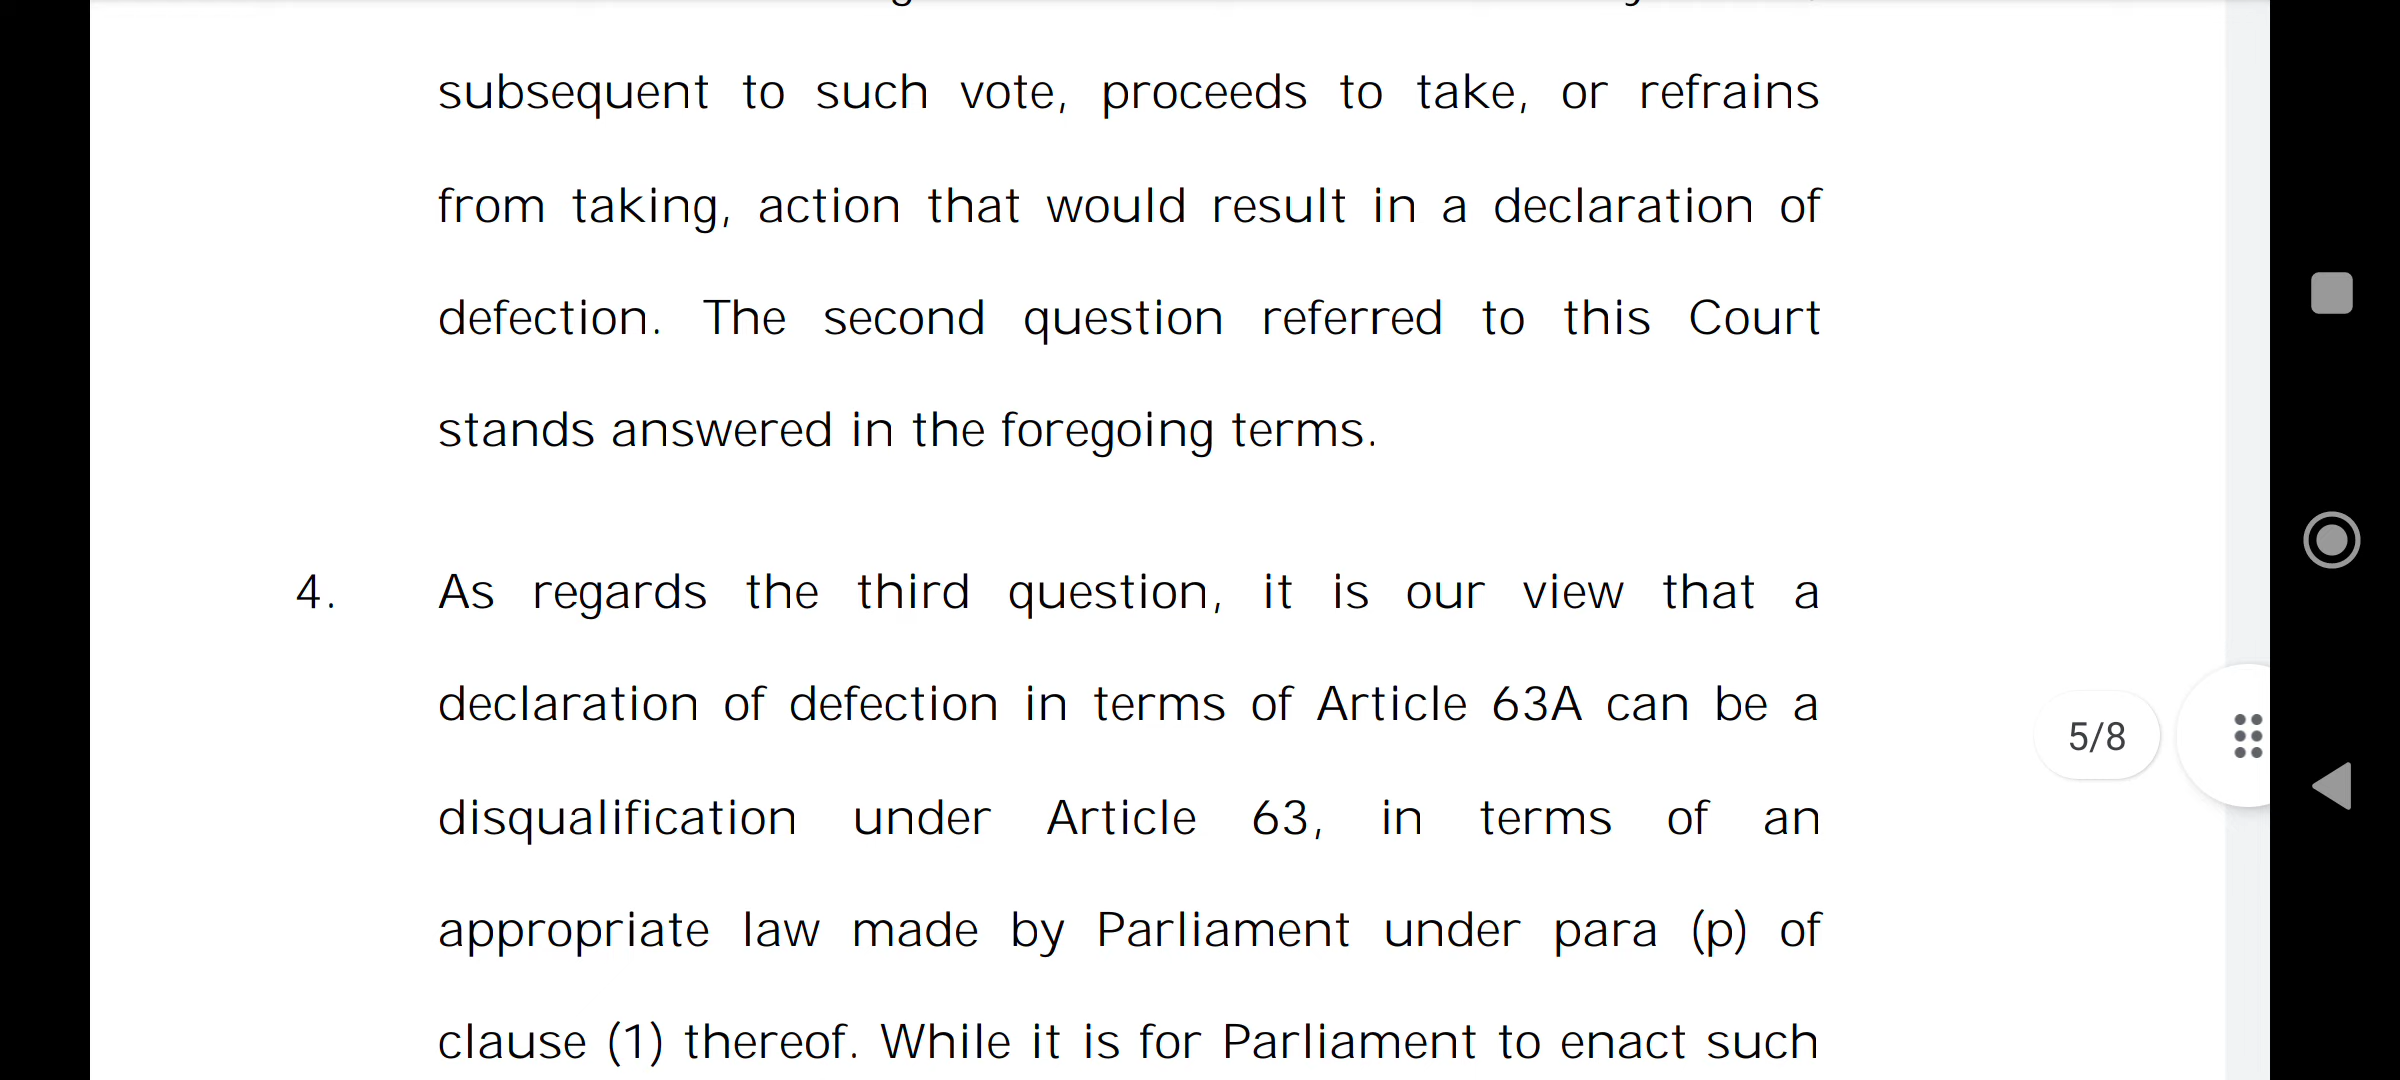 subsequent to such vote, proceeds to take, or refrains
from taking, action that would result in a declaration of
defection. The second question referred to this Court
stands answered in the foregoing terms.
4. As regards the third question, it is our view that a
declaration of defection in terms of Article 63A can be a
disqualification under Article 63, in terms of an
5/8
appropriate law made by Parliament under para (p) of
clause (1) thereof. While it is for Parliament to enact such